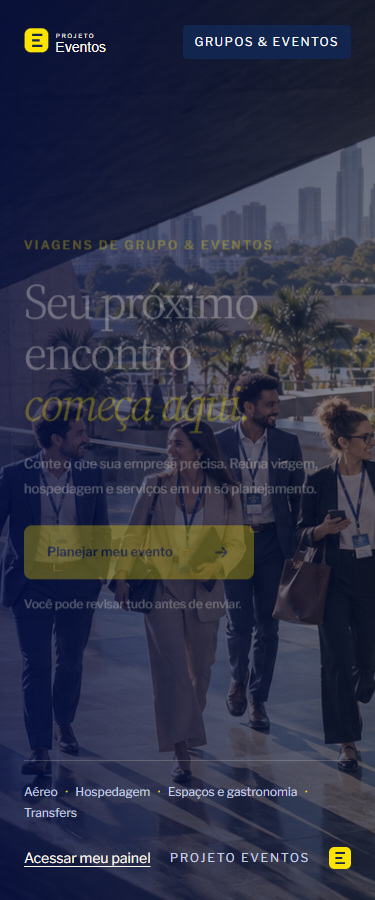 PROJETO
Eventos
GRUPOS & EVENTOS
VIAGENS DE GRUPO & EVENTOS
Seu próximo
encontro
começa aqui.
Conte o que sua empresa precisa. Reúna viagem,
hospedagem e serviços em um só planejamento.
Planejar meu evento →
Você pode revisar tudo antes de enviar.
Aéreo · Hospedagem · Espaços e gastronomia ·
Transfers
Acessar meu painel
PROJETO EVENTOS